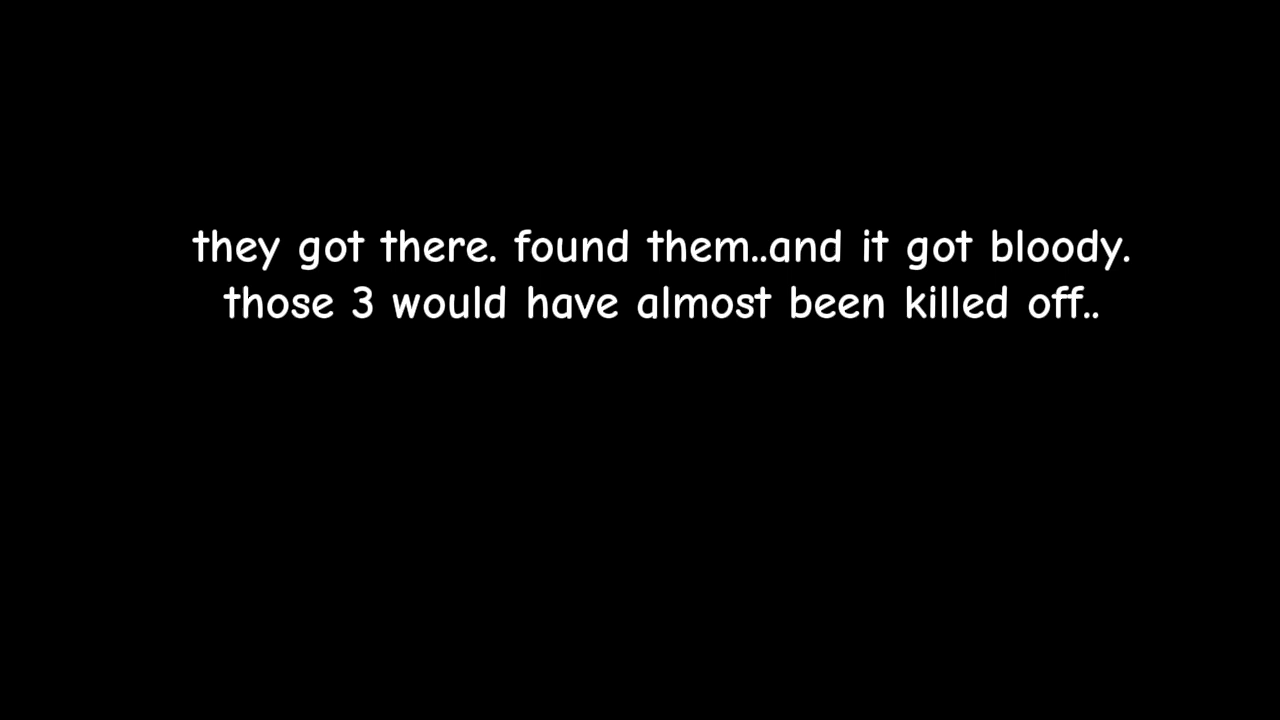 they got there. found them..and it got bloody.
those 3 would have almost been killed off..